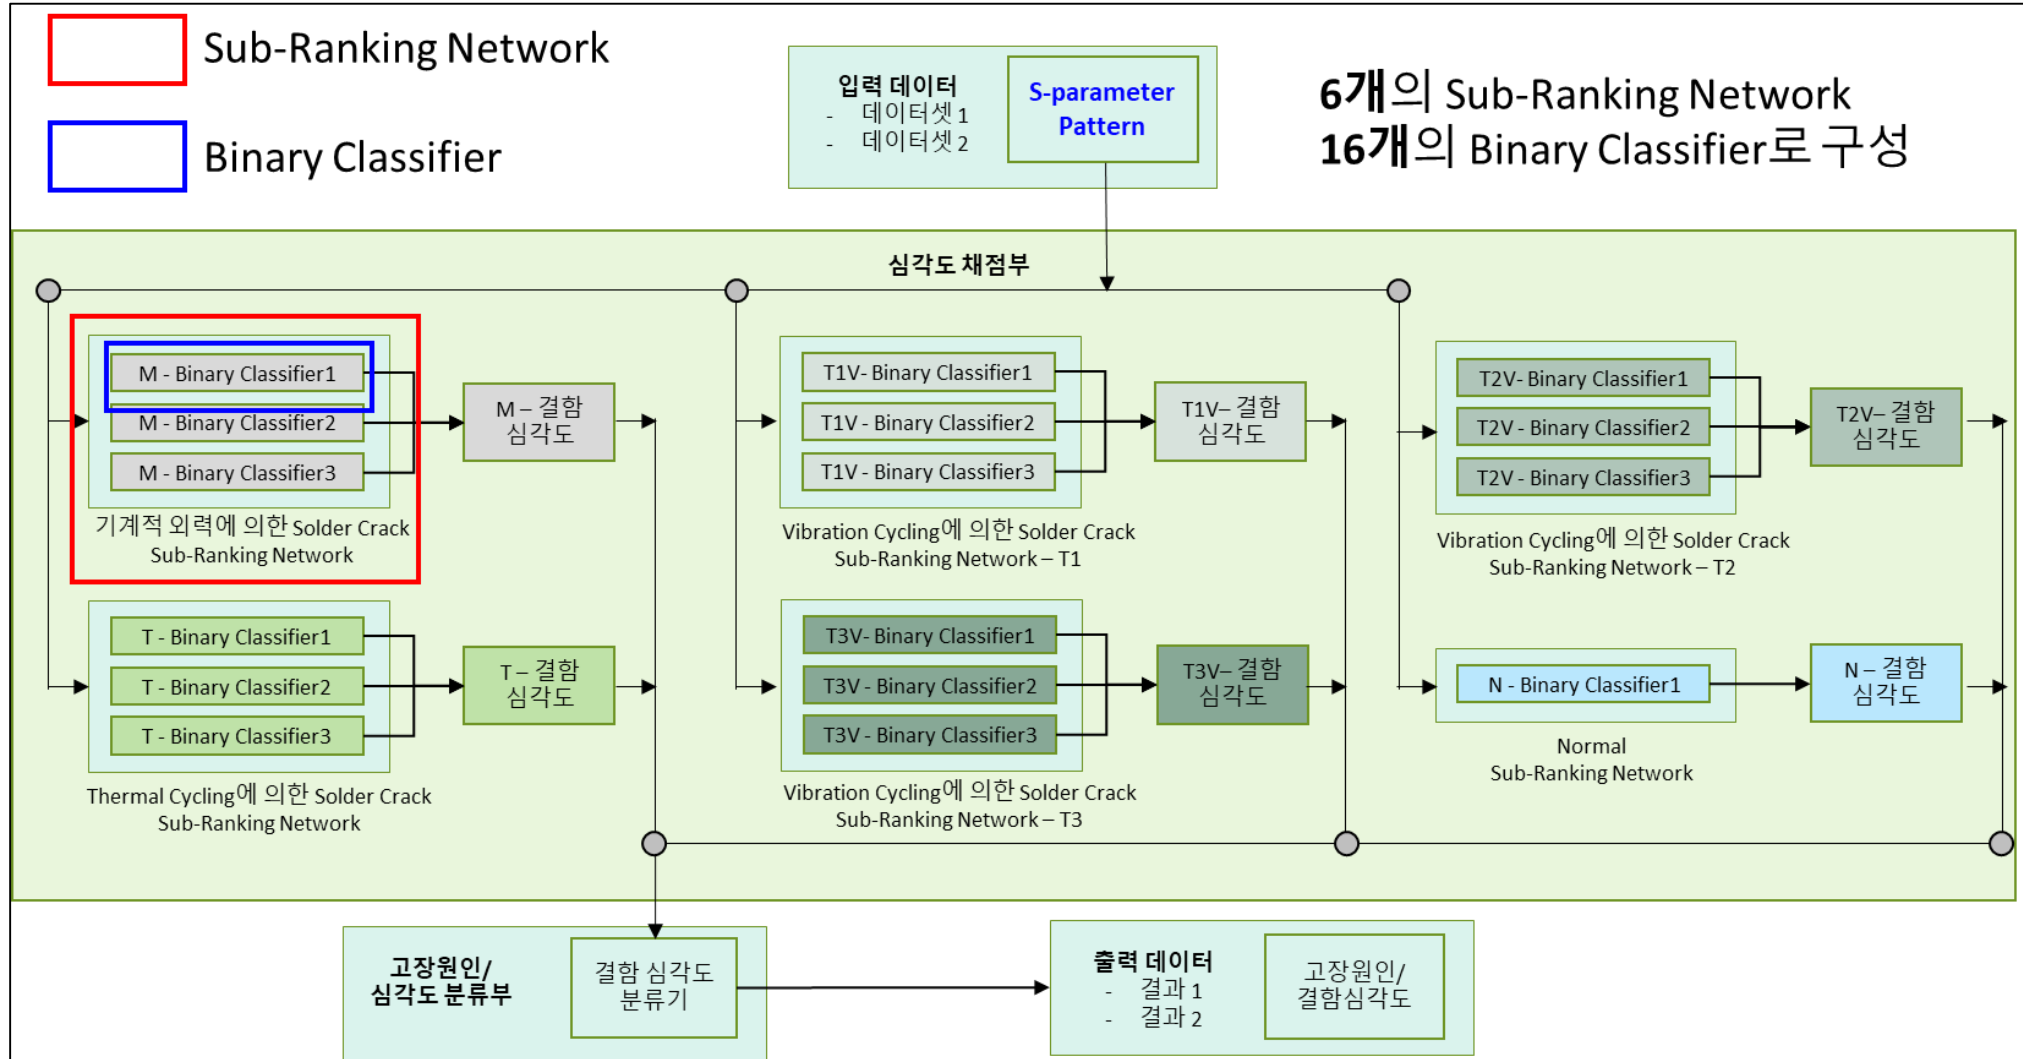 Sub-Ranking Network
Binary Classifier
입력 데이터
- 데이터셋 1
- 데이터셋 2
S-parameter
Pattern
6개의 Sub-Ranking Network
16개의 Binary Classifier로 구성
심각도 채점부
M - Binary Classifier1
M - Binary Classifier2
M - Binary Classifier3
M – 결함
심각도
기계적 외력에 의한 Solder Crack
Sub-Ranking Network
T1V- Binary Classifier1
T1V - Binary Classifier2
T1V - Binary Classifier3
T1V– 결함
심각도
Vibration Cycling에 의한 Solder Crack
Sub-Ranking Network – T1
T2V- Binary Classifier1
T2V - Binary Classifier2
T2V - Binary Classifier3
T2V– 결함
심각도
Vibration Cycling에 의한 Solder Crack
Sub-Ranking Network – T2
T - Binary Classifier1
T - Binary Classifier2
T - Binary Classifier3
T – 결함
심각도
Thermal Cycling에 의한 Solder Crack
Sub-Ranking Network
T3V- Binary Classifier1
T3V - Binary Classifier2
T3V - Binary Classifier3
T3V– 결함
심각도
Vibration Cycling에 의한 Solder Crack
Sub-Ranking Network – T3
N - Binary Classifier1
N – 결함
심각도
Normal
Sub-Ranking Network
고장원인/
심각도 분류부
결함 심각도
분류기
출력 데이터
- 결과 1
- 결과 2
고장원인/
결함심각도